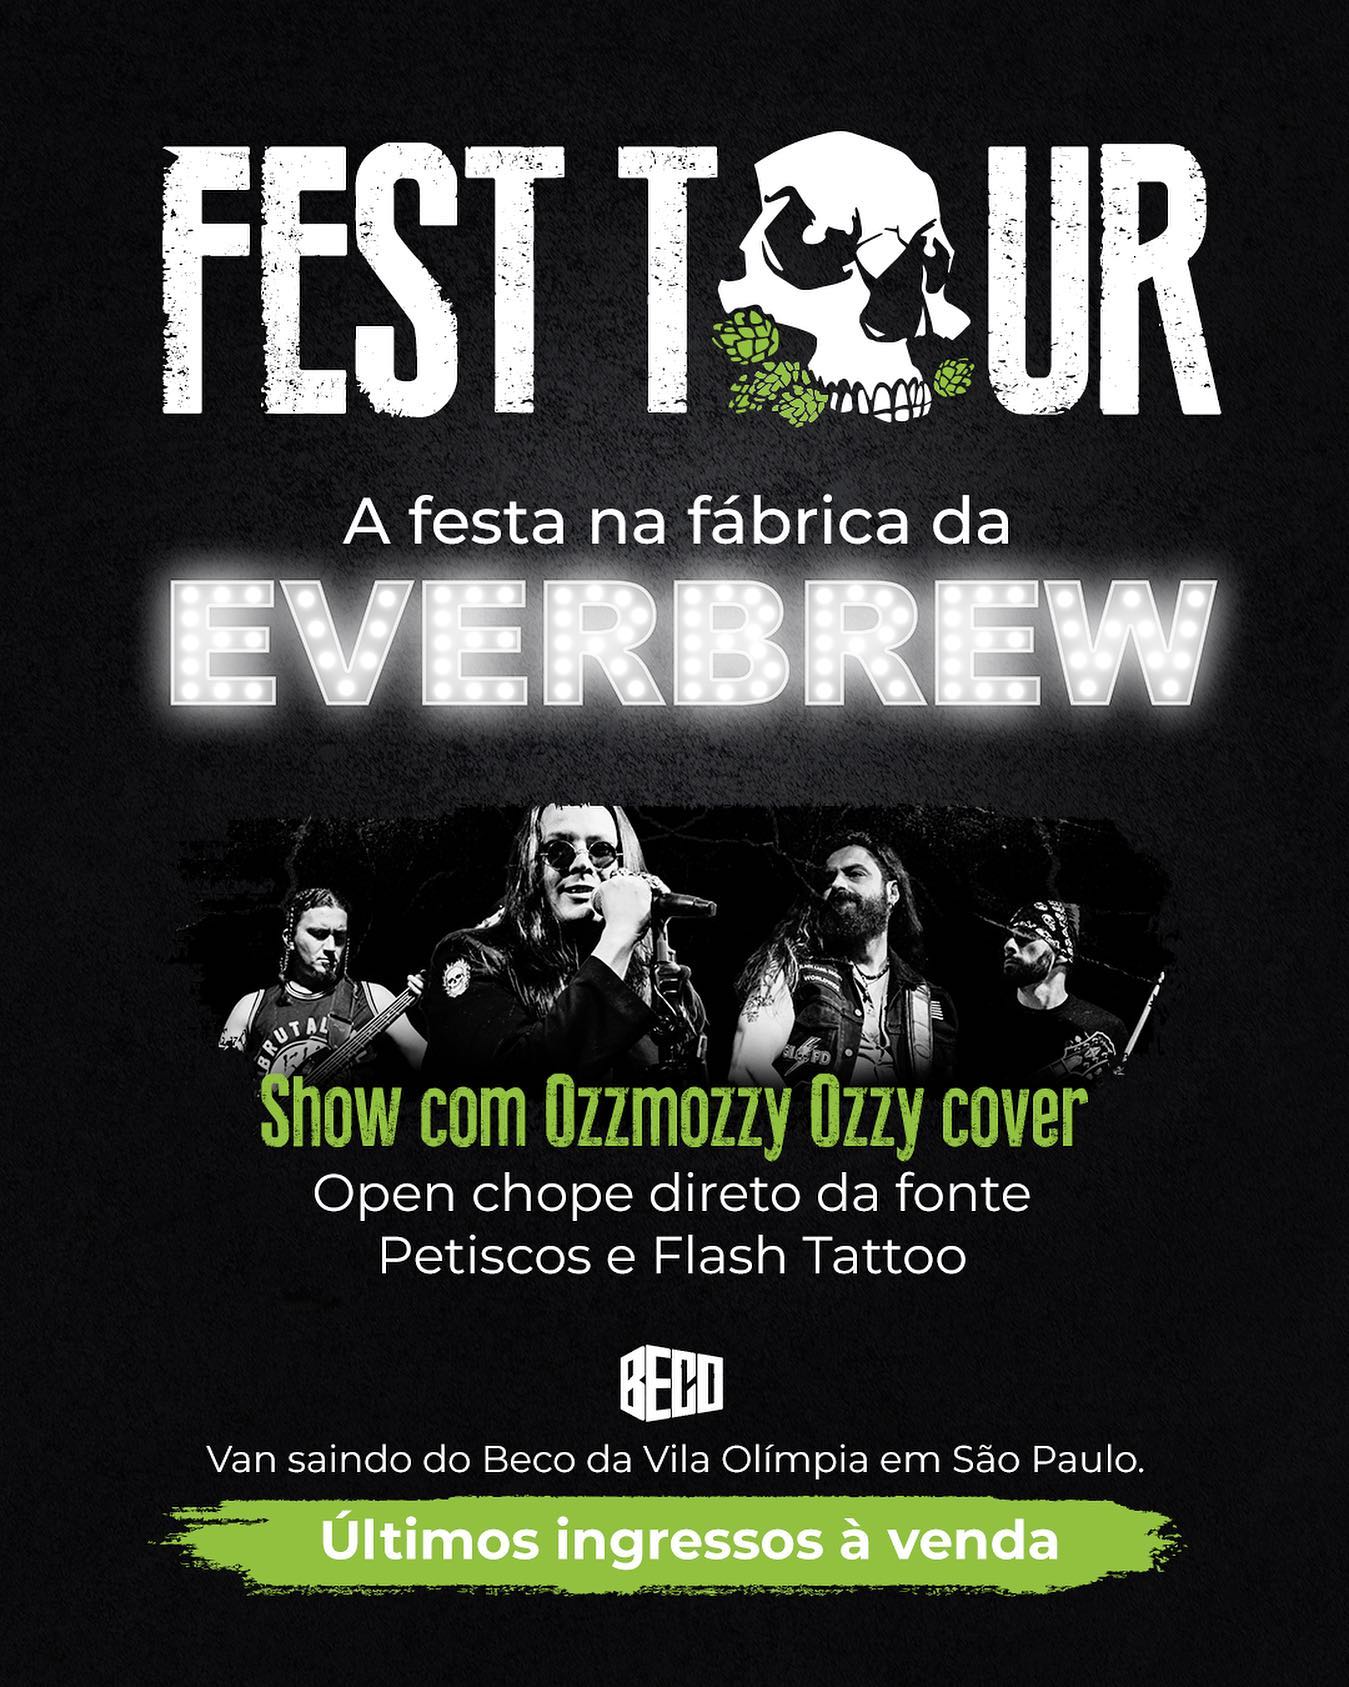 FEST TOUR
A festa na fábrica da
EVERBREW
BRUTAL
Show com Ozzmozzy Ozzy cover
Open chope direto da fonte
Petiscos e Flash Tattoo
BECO
Van saindo do Beco da Vila Olímpia em São Paulo.
Últimos ingressos à venda